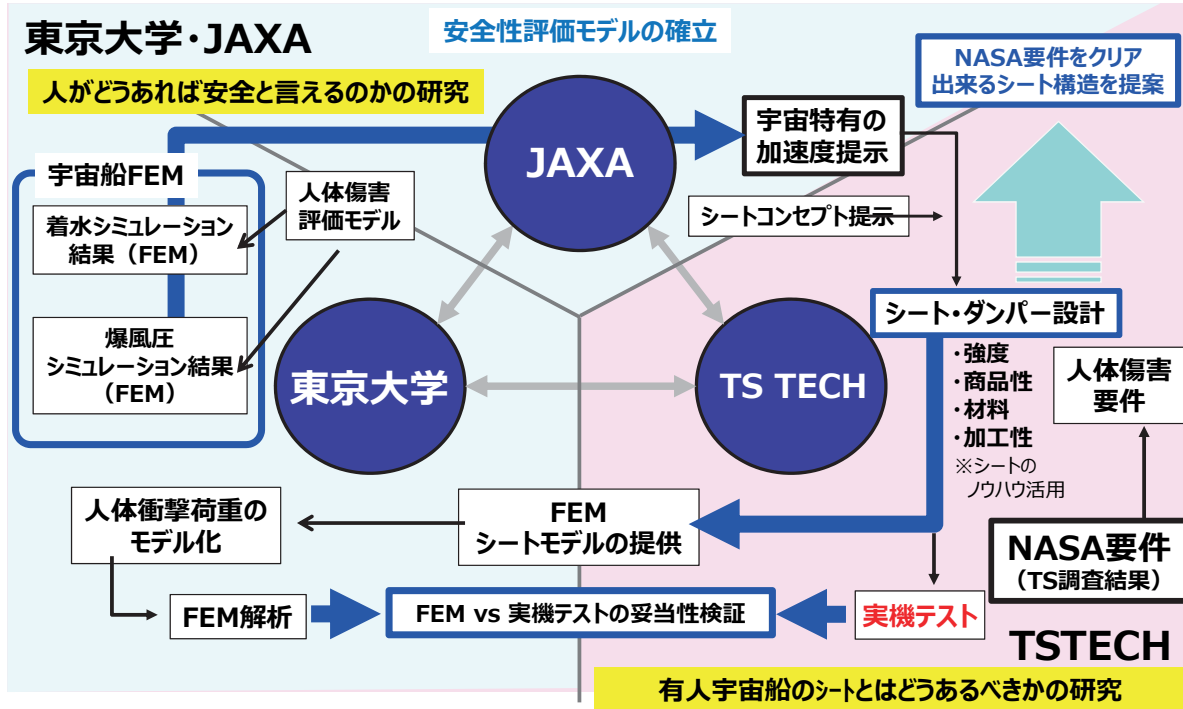 東京大学・JAXA
安全性評価モデルの確立
NASA要件をクリア
出来るシート構造を提案
人がどうあれば安全と言えるのかの研究
JAXA
宇宙特有の
加速度提示
宇宙船FEM
人体傷害
評価モデル
シートコンセプト提示
着水シミュレーション
結果（FEM）
爆風圧
シミュレーション結果
（FEM）
シート・ダンパー設計
東京大学
TS TECH
・強度
・商品性
・材料
・加工性
※シートの
ノウハウ活用
人体傷害
要件
人体衝撃荷重の
モデル化
FEM
シートモデルの提供
NASA要件
（TS調査結果）
FEM解析
FEM vs 実機テストの妥当性検証
実機テスト
TSTECH
有人宇宙船のｼｰﾄとはどうあるべきかの研究